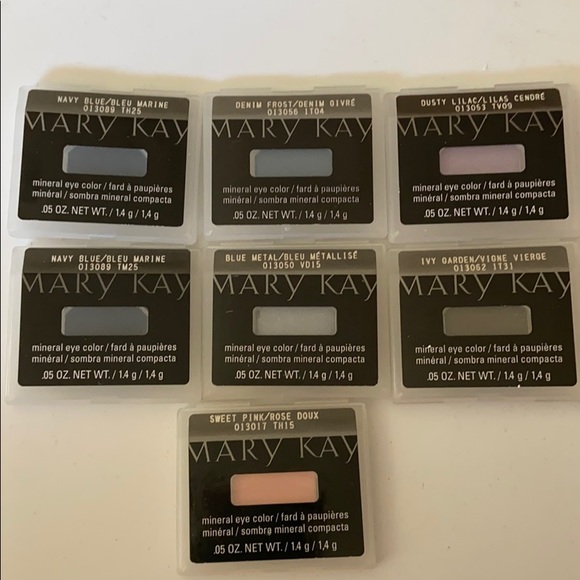 NAVY BLUE/BLEU MARINE
013089 TH25
MARY KAY
mineral eye color / fard à paupières
minéral / sombra mineral compacta
.05 OZ. NET WT. / 1.4 g / 1,4 g
DENIM FROST/DENIM GIVRÉ
013056 1T04
MARY KAY
mineral eye color / fard à paupières
minéral / sombra mineral compacta
.05 OZ. NET WT. / 1.4 g / 1,4 g
DUSTY LILAC/LILAS CENDRÉ
013053 TV09
MARY KAY
mineral eye color / fard à paupières
minéral / sombra mineral compacta
.05 OZ. NET WT. / 1.4 g / 1,4 g
NAVY BLUE/BLEU MARINE
013089 TM25
MARY KAY
mineral eye color / fard à paupières
minéral / sombra mineral compacta
.05 OZ. NET WT. / 1.4 g / 1,4 g
BLUE METAL/BLEU MÉTALLISÉ
013050 VD15
MARY KAY
mineral eye color / fard à paupières
minéral / sombra mineral compacta
.05 OZ. NET WT. / 1.4 g / 1,4 g
IVY GARDEN/VIGNE VIERGE
013062 1T31
MARY KAY
mineral eye color / fard à paupières
minéral / sombra mineral compacta
.05 OZ. NET WT. / 1.4 g / 1,4 g
SWEET PINK/ROSE DOUX
013017 TH15
MARY KAY
mineral eye color / fard à paupières
minéral / sombra mineral compacta
.05 OZ. NET WT. / 1.4 g / 1,4 g